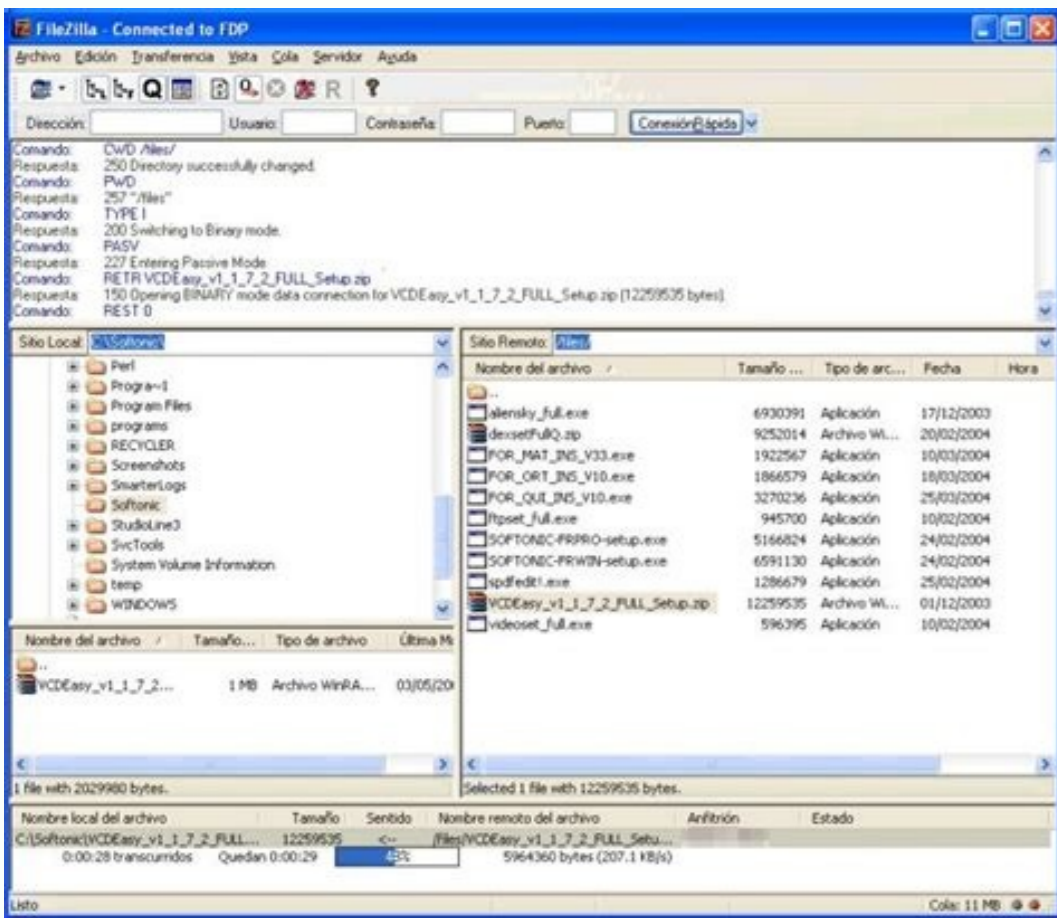 FileZilla - Connected to FDP
Archivo Edición Transferencia Vista Cola Servidor Ayuda
Dirección: Usuario: Contraseña: Puerto: Conexión Rápida
Comando: CWD /files/
Respuesta: 250 Directory successfully changed.
Comando: PWD
Respuesta: 257 "/files"
Comando: TYPE I
Respuesta: 200 Switching to Binary mode.
Comando: PASV
Respuesta: 227 Entering Passive Mode
Comando: RETR VCDEasy_v1_1_7_2_FULL_Setup.zip
Respuesta: 150 Opening BINARY mode data connection for VCDEasy_v1_1_7_2_FULL_Setup.zip (12259535 bytes).
Comando: REST 0
Sitio Local: C:\Softonic\
Perl
Progra~1
Program Files
programs
RECYCLER
Screenshots
SmarterLogs
Softonic
StudioLine3
SvcTools
System Volume Information
temp
WINDOWS
Nombre del archivo / Tamaño... Tipo de archivo Última M
..
VCDEasy_v1_1_7_2... 1 MB Archivo WinRA... 03/05/20
1 file with 2029980 bytes.
Sitio Remoto: /files/
Nombre del archivo / Tamaño ... Tipo de arc... Fecha Hora
..
aliensky_full.exe 6930391 Aplicación 17/12/2003
dexsetFullQ.zip 9252014 Archivo Wi... 20/02/2004
FOR_MAT_INS_V33.exe 1922567 Aplicación 10/03/2004
FOR_ORT_INS_V10.exe 1866579 Aplicación 18/03/2004
FOR_QUI_INS_V10.exe 3270236 Aplicación 25/03/2004
ftpset_full.exe 945700 Aplicación 10/02/2004
SOFTONIC-FRPRO-setup.exe 5166824 Aplicación 24/02/2004
SOFTONIC-FRWIN-setup.exe 6591130 Aplicación 24/02/2004
spdfedit!.exe 1286679 Aplicación 25/02/2004
VCDEasy_v1_1_7_2_FULL_Setup.zip 12259535 Archivo Wi... 01/12/2003
videoset_full.exe 596395 Aplicación 10/02/2004
Selected 1 file with 12259535 bytes.
Nombre local del archivo Tamaño Sentido Nombre remoto del archivo Anfitrión Estado
C:\Softonic\VCDEasy_v1_1_7_2_FULL... 12259535 <-- /files/VCDEasy_v1_1_7_2_FULL_Setu...
0:00:28 transcurridos Quedan 0:00:29 48% 5964360 bytes (207.1 KB/s)
Listo Cola: 11 MB